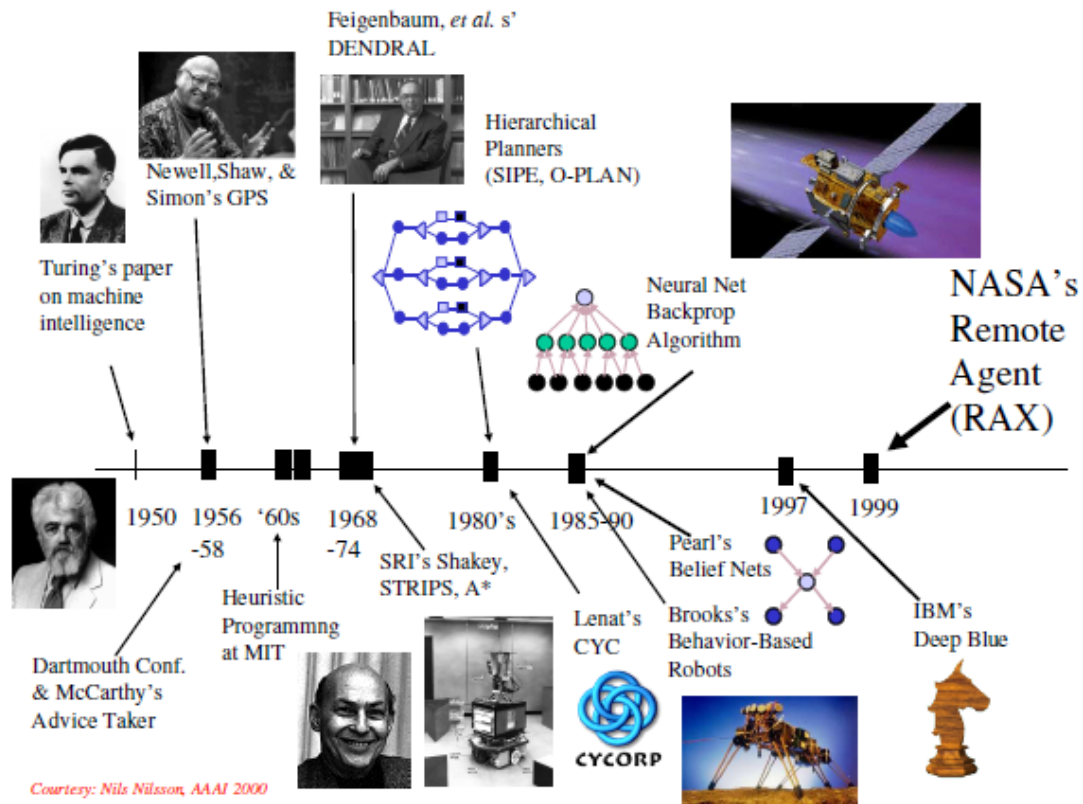 Feigenbaum, et al. s'
DENDRAL
Newell,Shaw, &
Simon's GPS
Hierarchical
Planners
(SIPE, O-PLAN)
Turing's paper
on machine
intelligence
Neural Net
Backprop
Algorithm
NASA's
Remote
Agent
(RAX)
1950
1956
-58
‘60s
1968
-74
1980's
1985-90
1997
1999
Dartmouth Conf.
& McCarthy's
Advice Taker
Heuristic
Programmng
at MIT
SRI's Shakey,
STRIPS, A*
Lenat's
CYC
CYCORP
Pearl's
Belief Nets
Brooks's
Behavior-Based
Robots
IBM's
Deep Blue
Courtesy: Nils Nilsson, AAAI 2000